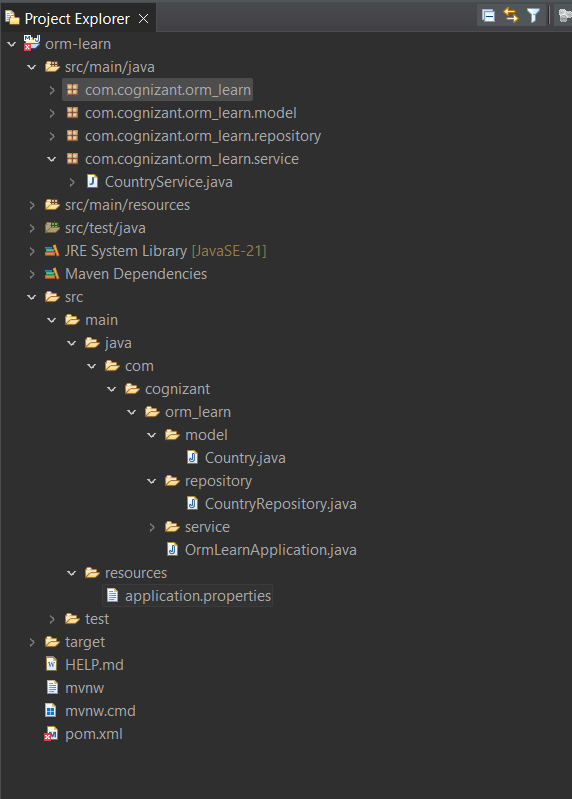 Project Explorer
orm-learn
src/main/java
com.cognizant.orm_learn
com.cognizant.orm_learn.model
com.cognizant.orm_learn.repository
com.cognizant.orm_learn.service
CountryService.java
src/main/resources
src/test/java
JRE System Library [JavaSE-21]
Maven Dependencies
src
main
java
com
cognizant
orm_learn
model
Country.java
repository
CountryRepository.java
service
OrmLearnApplication.java
resources
application.properties
test
target
HELP.md
mvnw
mvnw.cmd
pom.xml